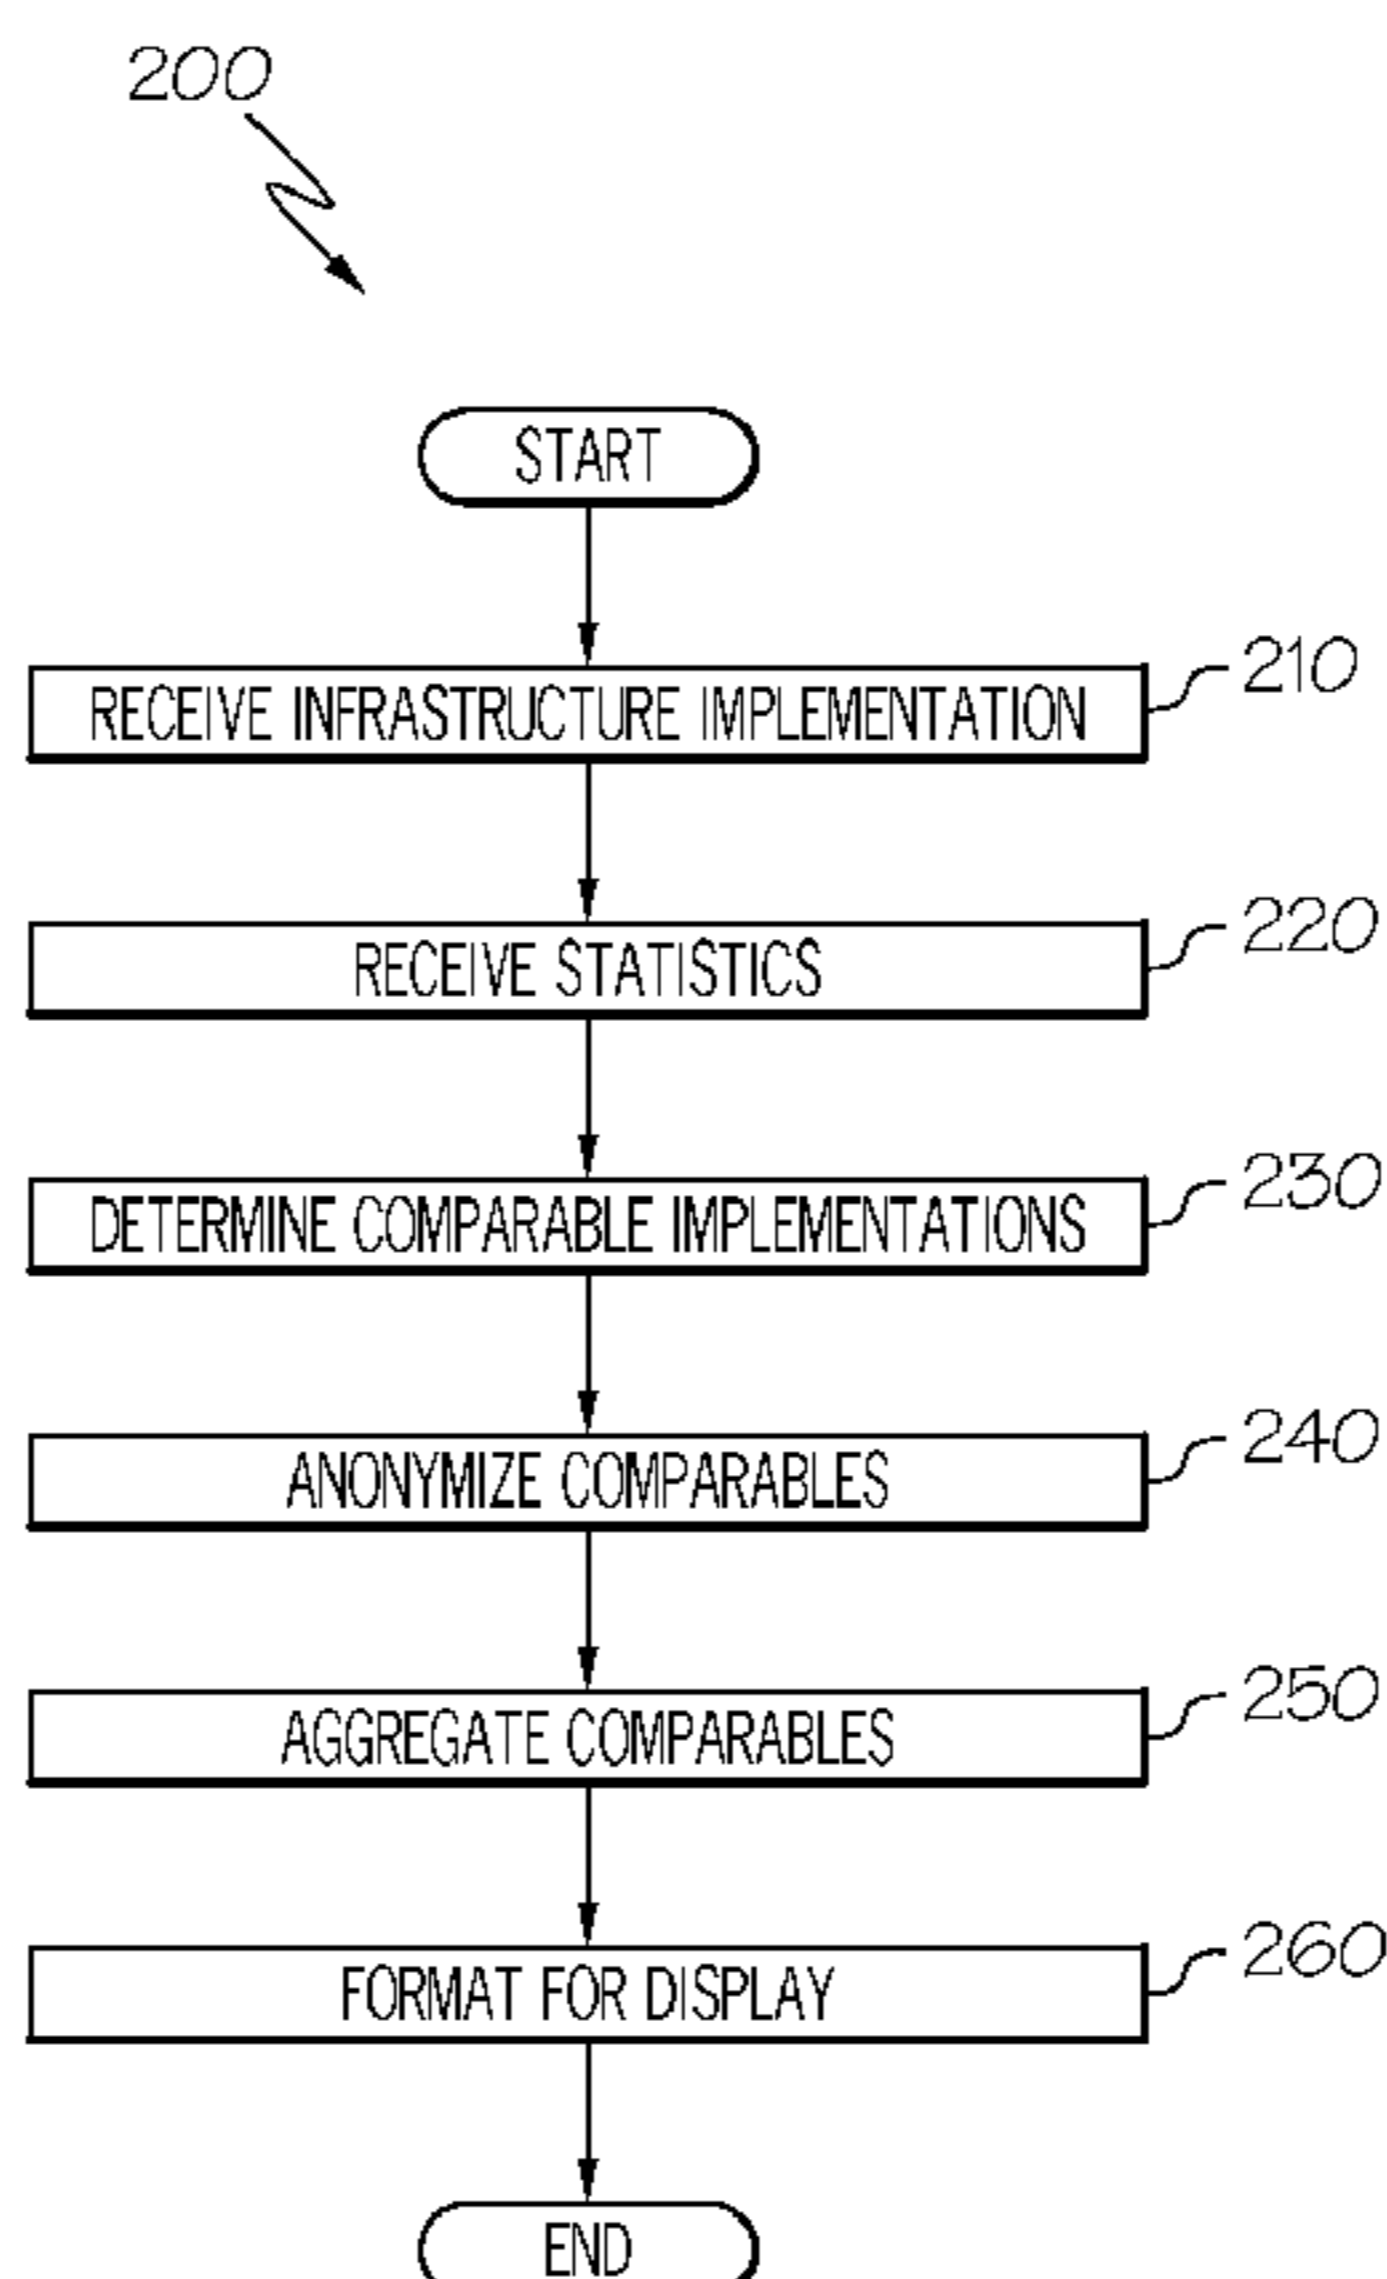 200
START
RECEIVE INFRASTRUCTURE IMPLEMENTATION
210
RECEIVE STATISTICS
220
DETERMINE COMPARABLE IMPLEMENTATIONS
230
ANONYMIZE COMPARABLES
240
AGGREGATE COMPARABLES
250
FORMAT FOR DISPLAY
260
END